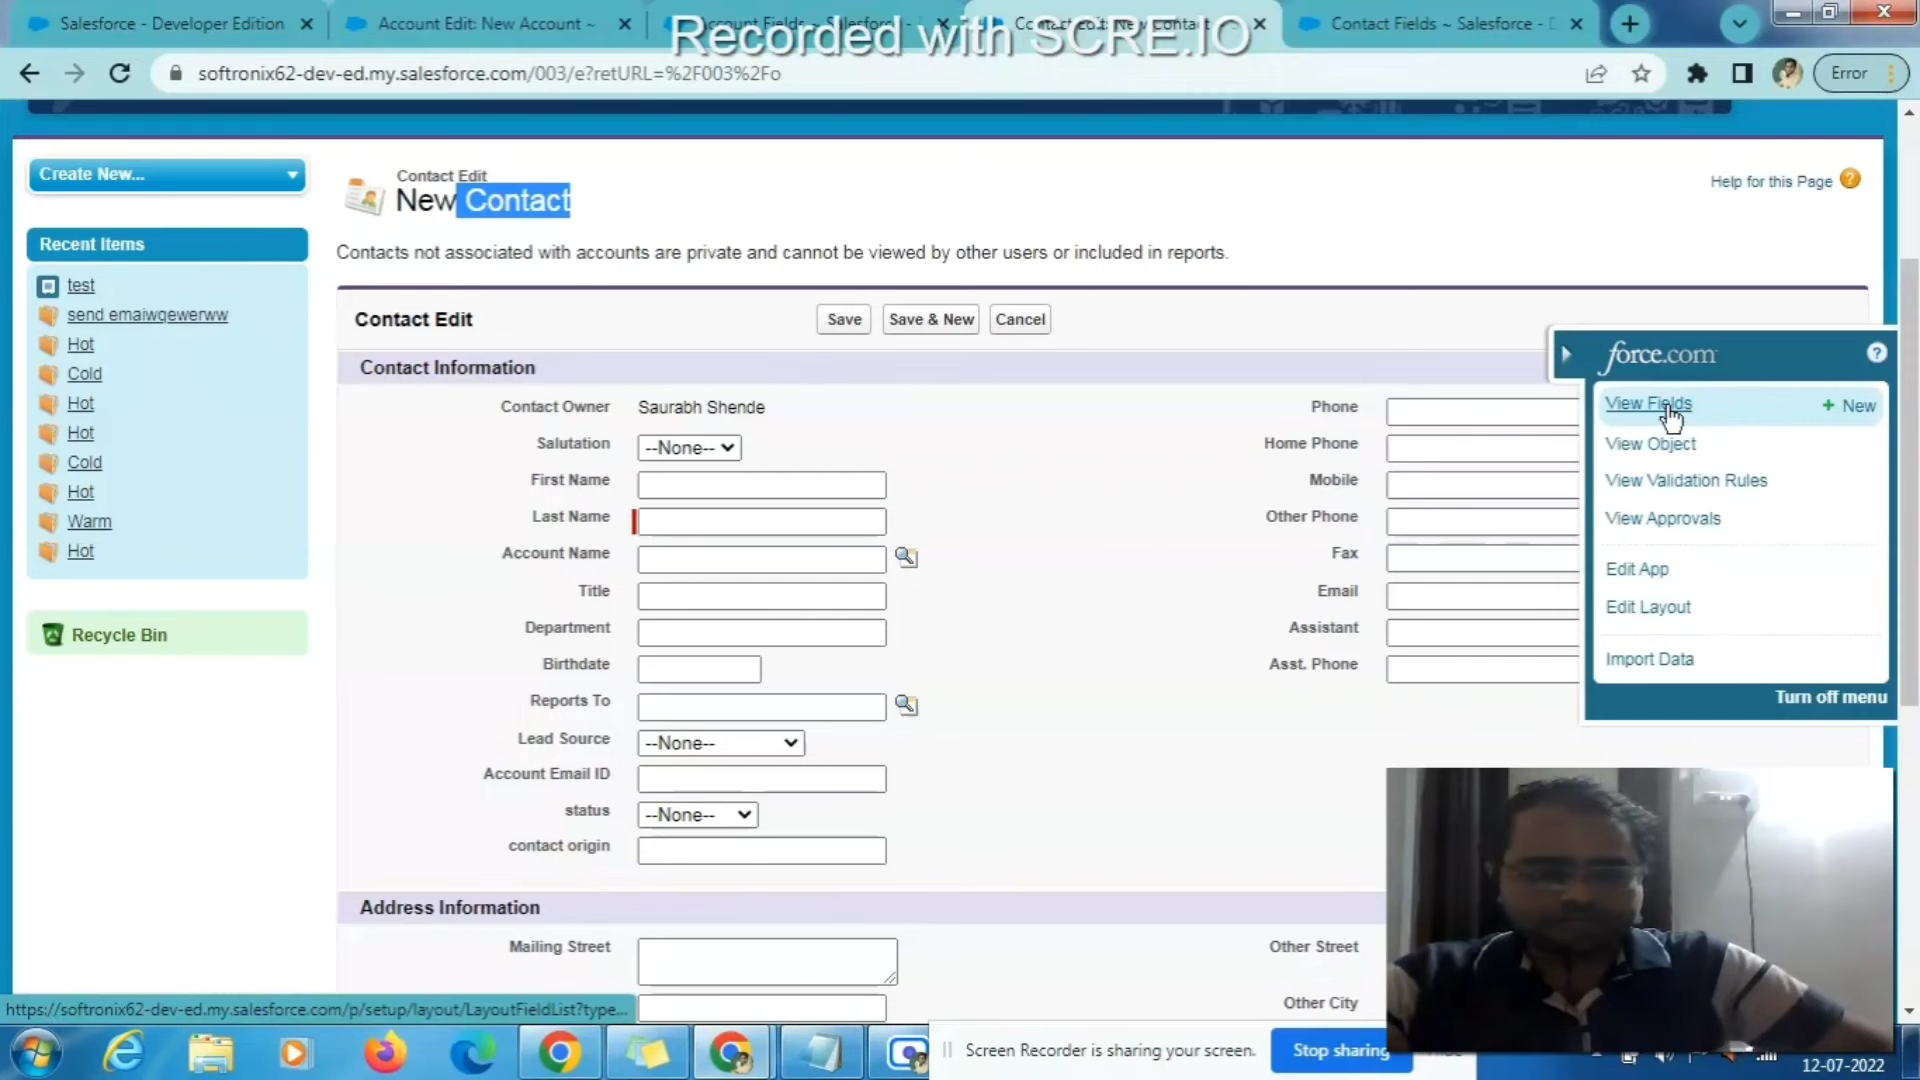 Salesforce - Developer Edition
Account Edit: New Account ~
Account Fields ~ Salesforce -
Contact Edit: New Contact
Contact Fields ~ Salesforce - D
Recorded with SCRE.IO
softronix62-dev-ed.my.salesforce.com/003/e?retURL=%2F003%2Fo
Error
Create New...
Contact Edit
New Contact
Help for this Page
Recent Items
Contacts not associated with accounts are private and cannot be viewed by other users or included in reports.
test
send emaiwqewerww
Hot
Cold
Hot
Hot
Cold
Hot
Warm
Hot
Recycle Bin
Contact Edit
Save
Save & New
Cancel
Contact Information
Contact Owner
Saurabh Shende
Salutation
--None--
First Name
Last Name
Account Name
Title
Department
Birthdate
Reports To
Lead Source
--None--
Account Email ID
status
--None--
contact origin
Phone
Home Phone
Mobile
Other Phone
Fax
Email
Assistant
Asst. Phone
force.com
View Fields
+ New
View Object
View Validation Rules
View Approvals
Edit App
Edit Layout
Import Data
Turn off menu
Address Information
Mailing Street
Other Street
Other City
https://softronix62-dev-ed.my.salesforce.com/p/setup/layout/LayoutFieldList?type...
Screen Recorder is sharing your screen.
Stop sharing
12-07-2022